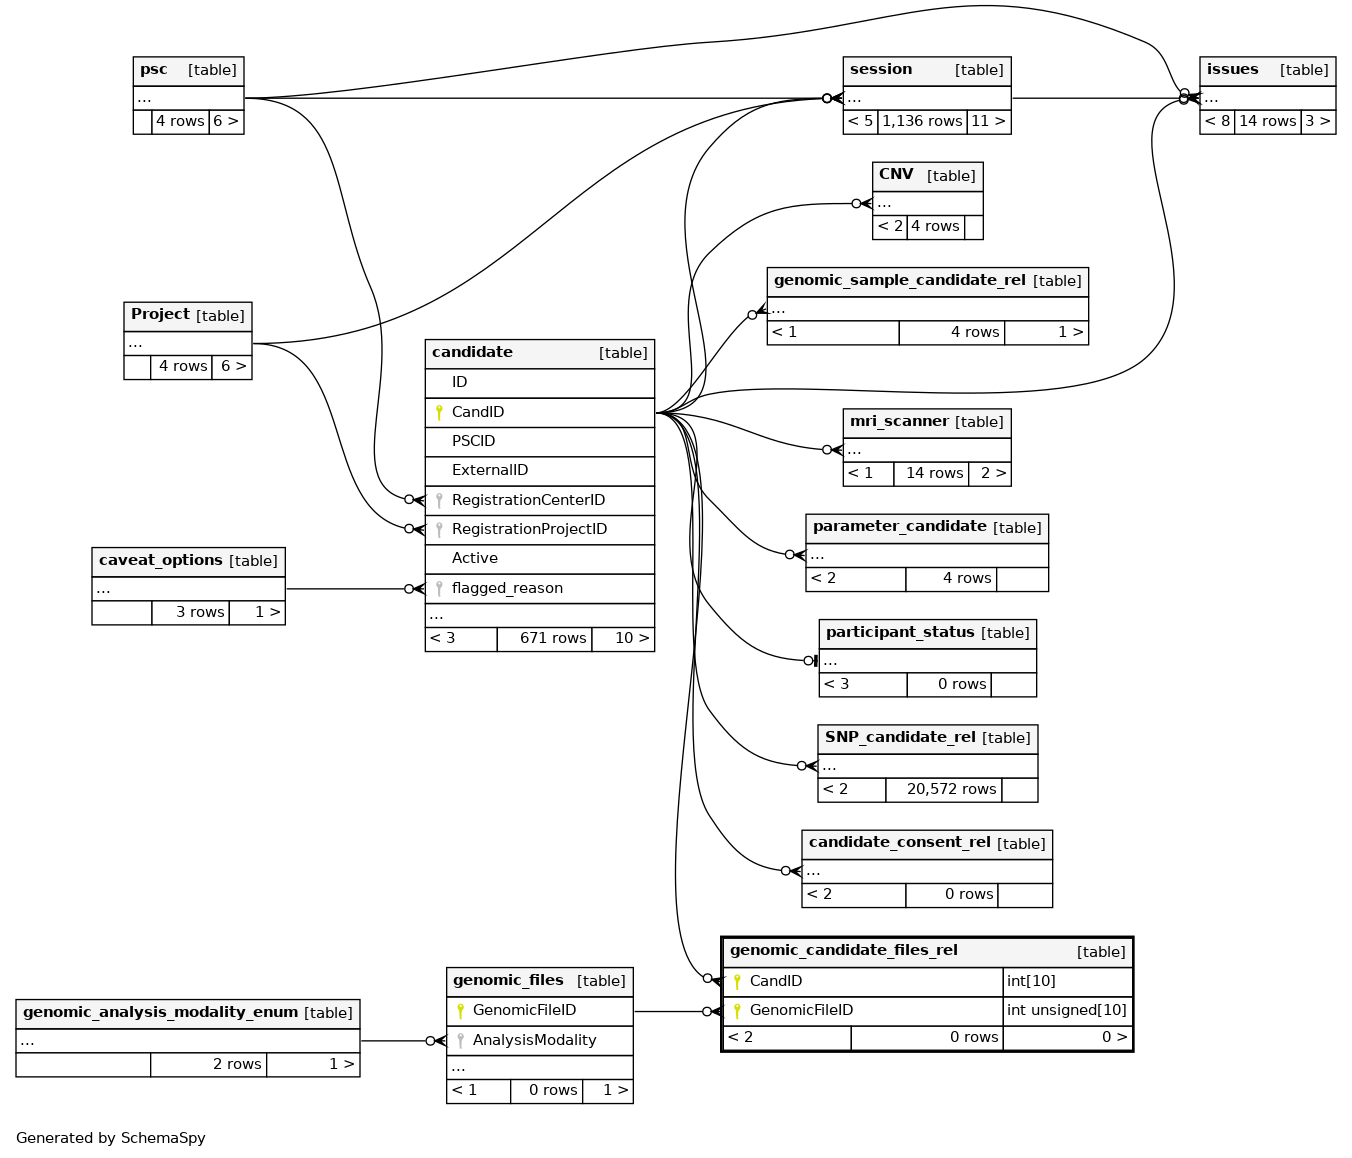 psc [table]
...
4 rows 6 >
session [table]
...
< 5 1,136 rows 11 >
issues [table]
...
< 8 14 rows 3 >
CNV [table]
...
< 2 4 rows
genomic_sample_candidate_rel [table]
...
< 1 4 rows 1 >
Project [table]
...
4 rows 6 >
candidate [table]
ID
CandID
PSCID
ExternalID
RegistrationCenterID
RegistrationProjectID
Active
flagged_reason
...
< 3 671 rows 10 >
mri_scanner [table]
...
< 1 14 rows 2 >
parameter_candidate [table]
...
< 2 4 rows
caveat_options [table]
...
3 rows 1 >
participant_status [table]
...
< 3 0 rows
SNP_candidate_rel [table]
...
< 2 20,572 rows
candidate_consent_rel [table]
...
< 2 0 rows
genomic_candidate_files_rel [table]
CandID int[10]
GenomicFileID int unsigned[10]
< 2 0 rows 0 >
genomic_files [table]
GenomicFileID
AnalysisModality
...
< 1 0 rows 1 >
genomic_analysis_modality_enum [table]
...
2 rows 1 >
Generated by SchemaSpy